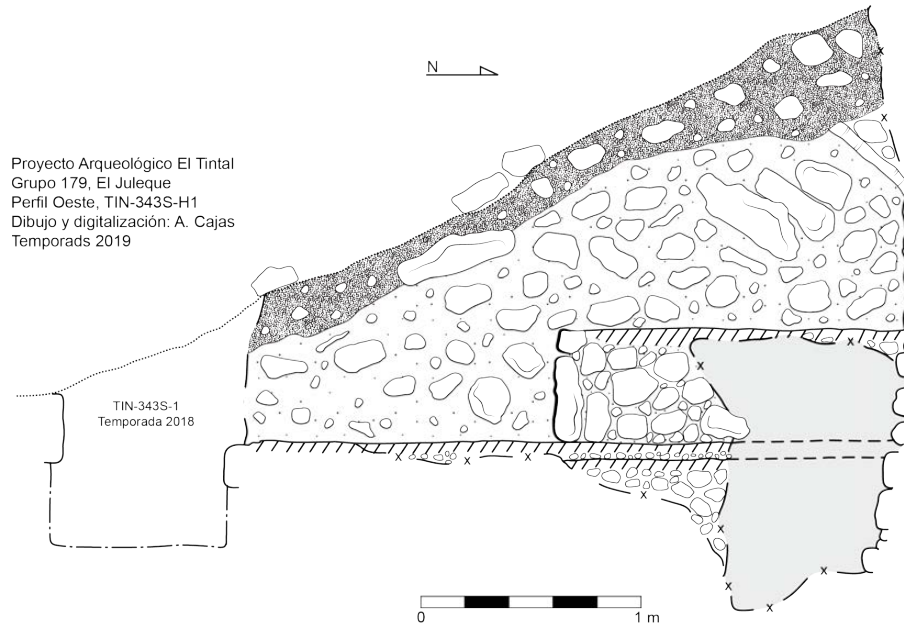 N
Proyecto Arqueológico El Tintal
Grupo 179, El Juleque
Perfil Oeste, TIN-343S-H1
Dibujo y digitalización: A. Cajas
Temporads 2019
TIN-343S-1
Temporada 2018
0 1 m